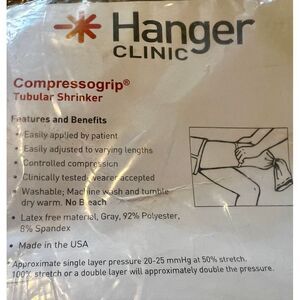 Hanger
CLINIC
Compressogrip®
Tubular Shrinker
Features and Benefits
• Easily applied by patient
• Easily adjusted to varying lengths
• Controlled compression
• Clinically tested-wearer accepted
• Washable; Machine wash and tumble
dry warm. No Bleach
• Latex free material, Gray, 92% Polyester,
8% Spandex
• Made in the USA
* Approximate single layer pressure 20-25 mmHg at 50% stretch.
100% stretch or a double layer will approximately double the pressure.